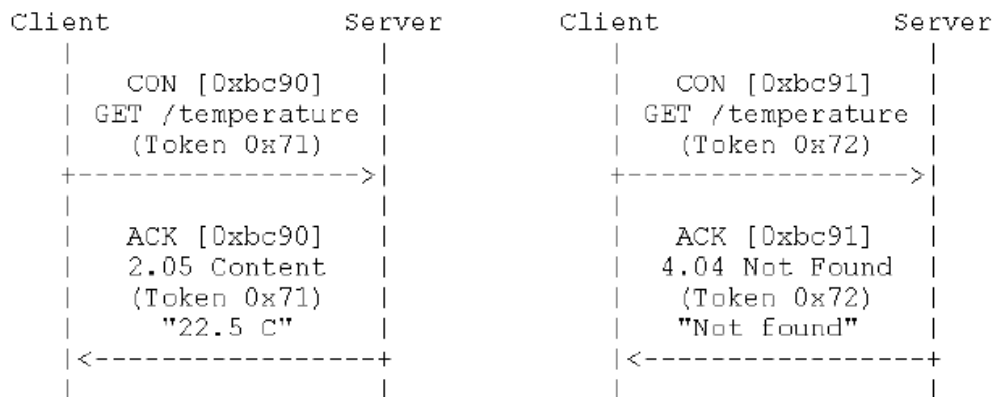 Client              Server       Client              Server
    |                  |             |                  |
    |   CON [0xbc90]   |             |   CON [0xbc91]   |
    | GET /temperature |             | GET /temperature |
    |   (Token 0x71)   |             |   (Token 0x72)   |
    +----------------->|             +----------------->|
    |                  |             |                  |
    |   ACK [0xbc90]   |             |   ACK [0xbc91]   |
    |   2.05 Content   |             |  4.04 Not Found  |
    |   (Token 0x71)   |             |   (Token 0x72)   |
    |     "22.5 C"     |             |   "Not found"    |
    |<-----------------+             |<-----------------+
    |                  |             |                  |